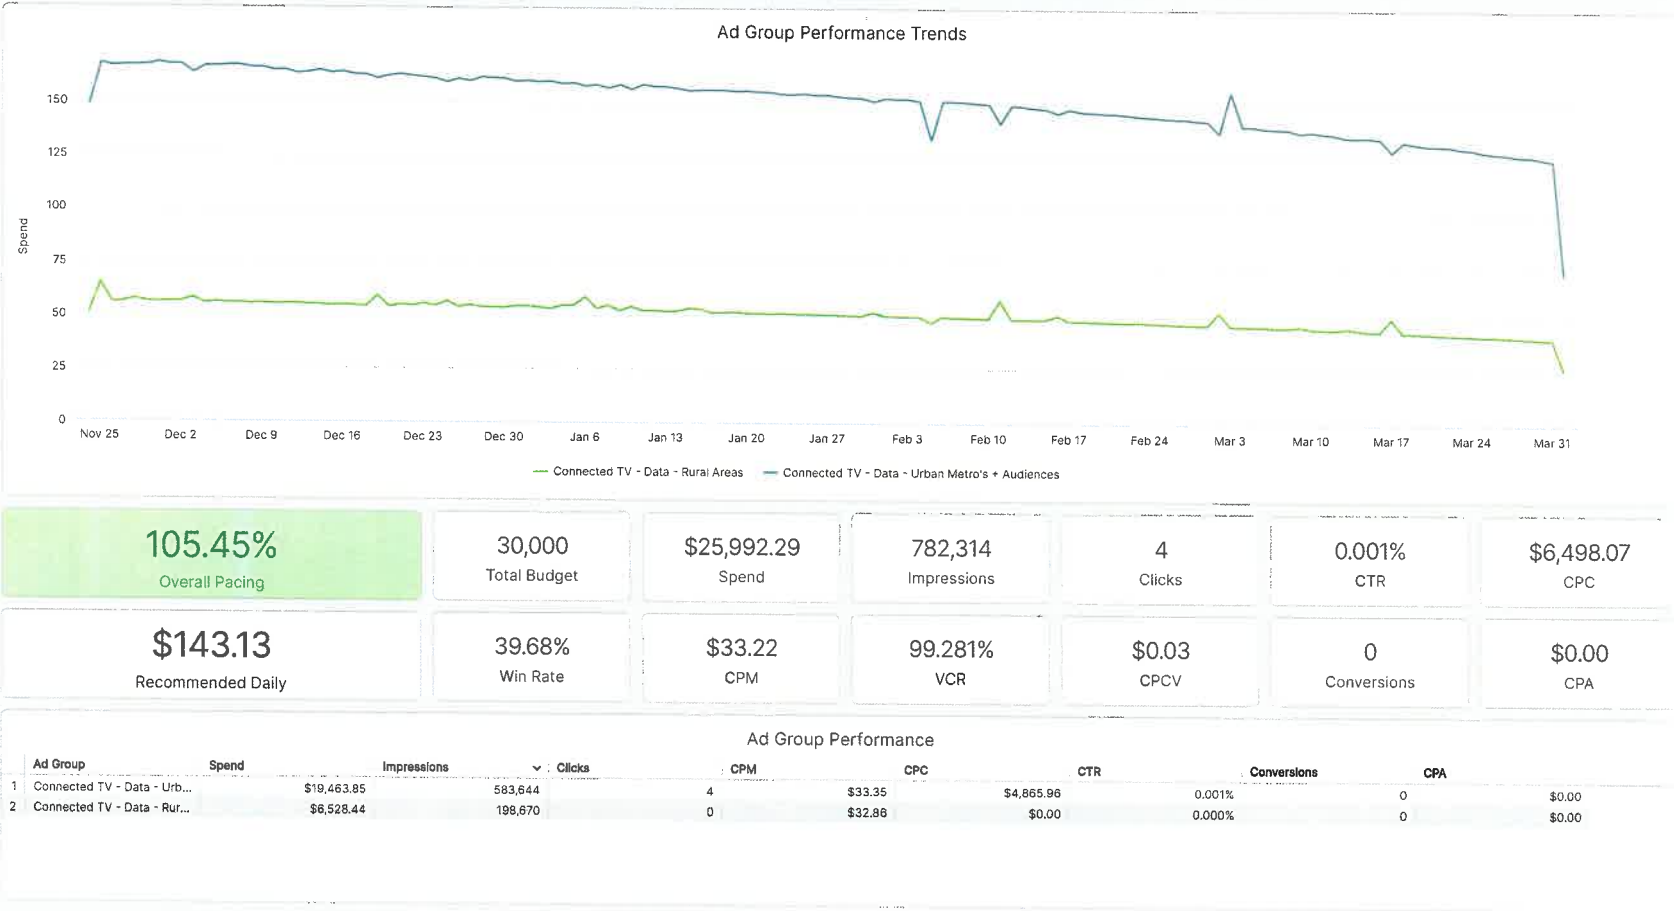 Ad Group Performance Trends
Spend
150
125
100
75
50
25
0
Nov 25 Dec 2 Dec 9 Dec 16 Dec 23 Dec 30 Jan 6 Jan 13 Jan 20 Jan 27 Feb 3 Feb 10 Feb 17 Feb 24 Mar 3 Mar 10 Mar 17 Mar 24 Mar 31
Connected TV - Data - Rural Areas Connected TV - Data - Urban Metro's + Audiences
105.45%
Overall Pacing
30,000
Total Budget
$25,992.29
Spend
782,314
Impressions
4
Clicks
0.001%
CTR
$6,498.07
CPC
$143.13
Recommended Daily
39.68%
Win Rate
$33.22
CPM
99.281%
VCR
$0.03
CPCV
0
Conversions
$0.00
CPA
Ad Group Performance
Ad Group Spend Impressions Clicks CPM CPC CTR Conversions CPA
1 Connected TV - Data - Urb... $19,463.85 583,644 4 $33.35 $4,865.96 0.001% 0 $0.00
2 Connected TV - Data - Rur... $6,528.44 198,670 0 $32.86 $0.00 0.000% 0 $0.00